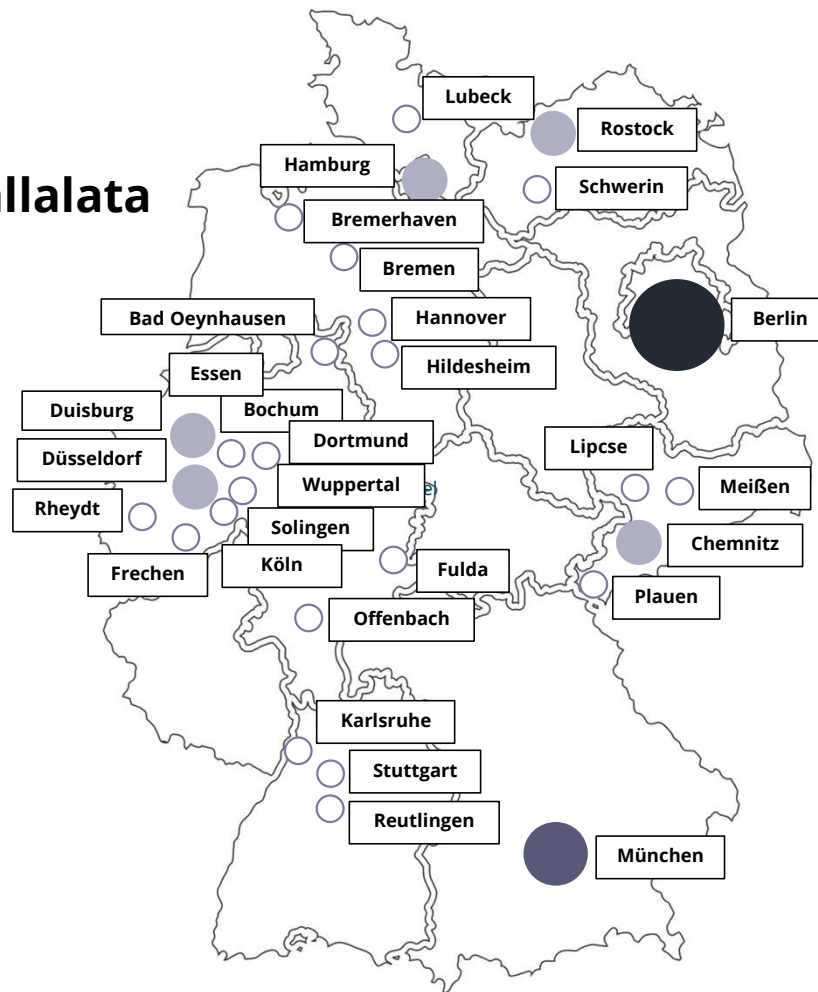 Lubeck
Rostock
Hamburg
Schwerin
llalata
Bremerhaven
Bremen
Berlin
Bad Oeynhausen
Hannover
Hildesheim
Essen
Duisburg
Bochum
Dortmund
Düsseldorf
Lipcse
Wuppertal
Meißen
Rheydt
Solingen
Chemnitz
Köln
Frechen
Fulda
Plauen
Offenbach
Karlsruhe
Stuttgart
Reutlingen
München